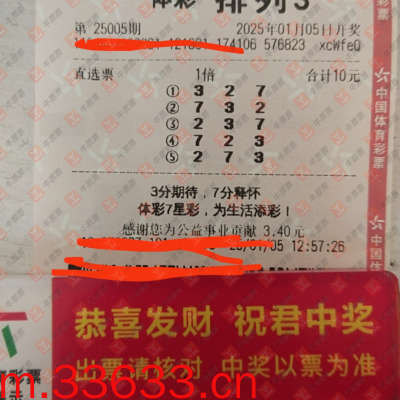 体彩 排列3
第 25005期 2025年01月05日开奖
174106 576823 xcWfeQ
直选票 1倍 合计10元
① 3 2 7
② 7 3 2
③ 2 3 7
④ 7 2 3
⑤ 2 7 3
3分期待，7分释怀
体彩7星彩，为生活添彩！
感谢您为公益事业贡献 3.40元
/01/05 12:57:26
中国体育彩票
中国体育彩票
恭喜发财 祝君中奖
出票请核对 中奖以票为准
彩票
m.33633.cn